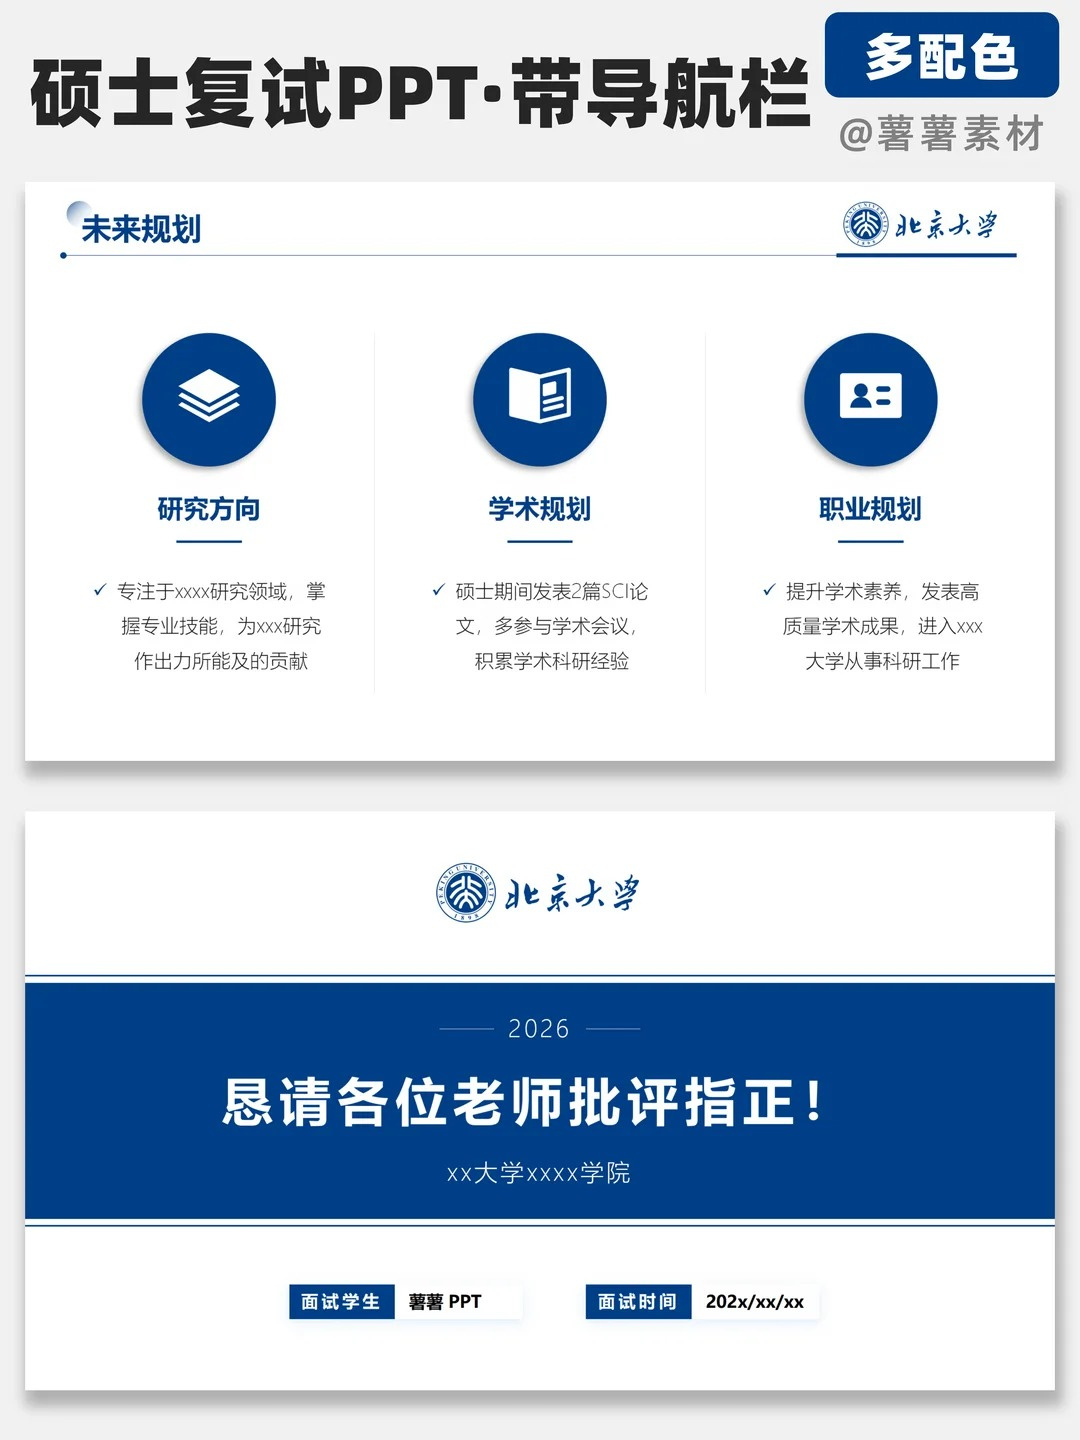 硕士复试PPT·带导航栏
多配色
@薯薯素材
未来规划
PEKING UNIVERSITY
1898
北京大学
研究方向
学术规划
职业规划
✓ 专注于xxxx研究领域，掌
握专业技能，为xxx研究
作出力所能及的贡献
✓ 硕士期间发表2篇SCI论
文，多参与学术会议，
积累学术科研经验
✓ 提升学术素养，发表高
质量学术成果，进入xxx
大学从事科研工作
PEKING UNIVERSITY
1898
北京大学
2026
恳请各位老师批评指正！
xx大学xxxx学院
面试学生 薯薯 PPT
面试时间 202x/xx/xx